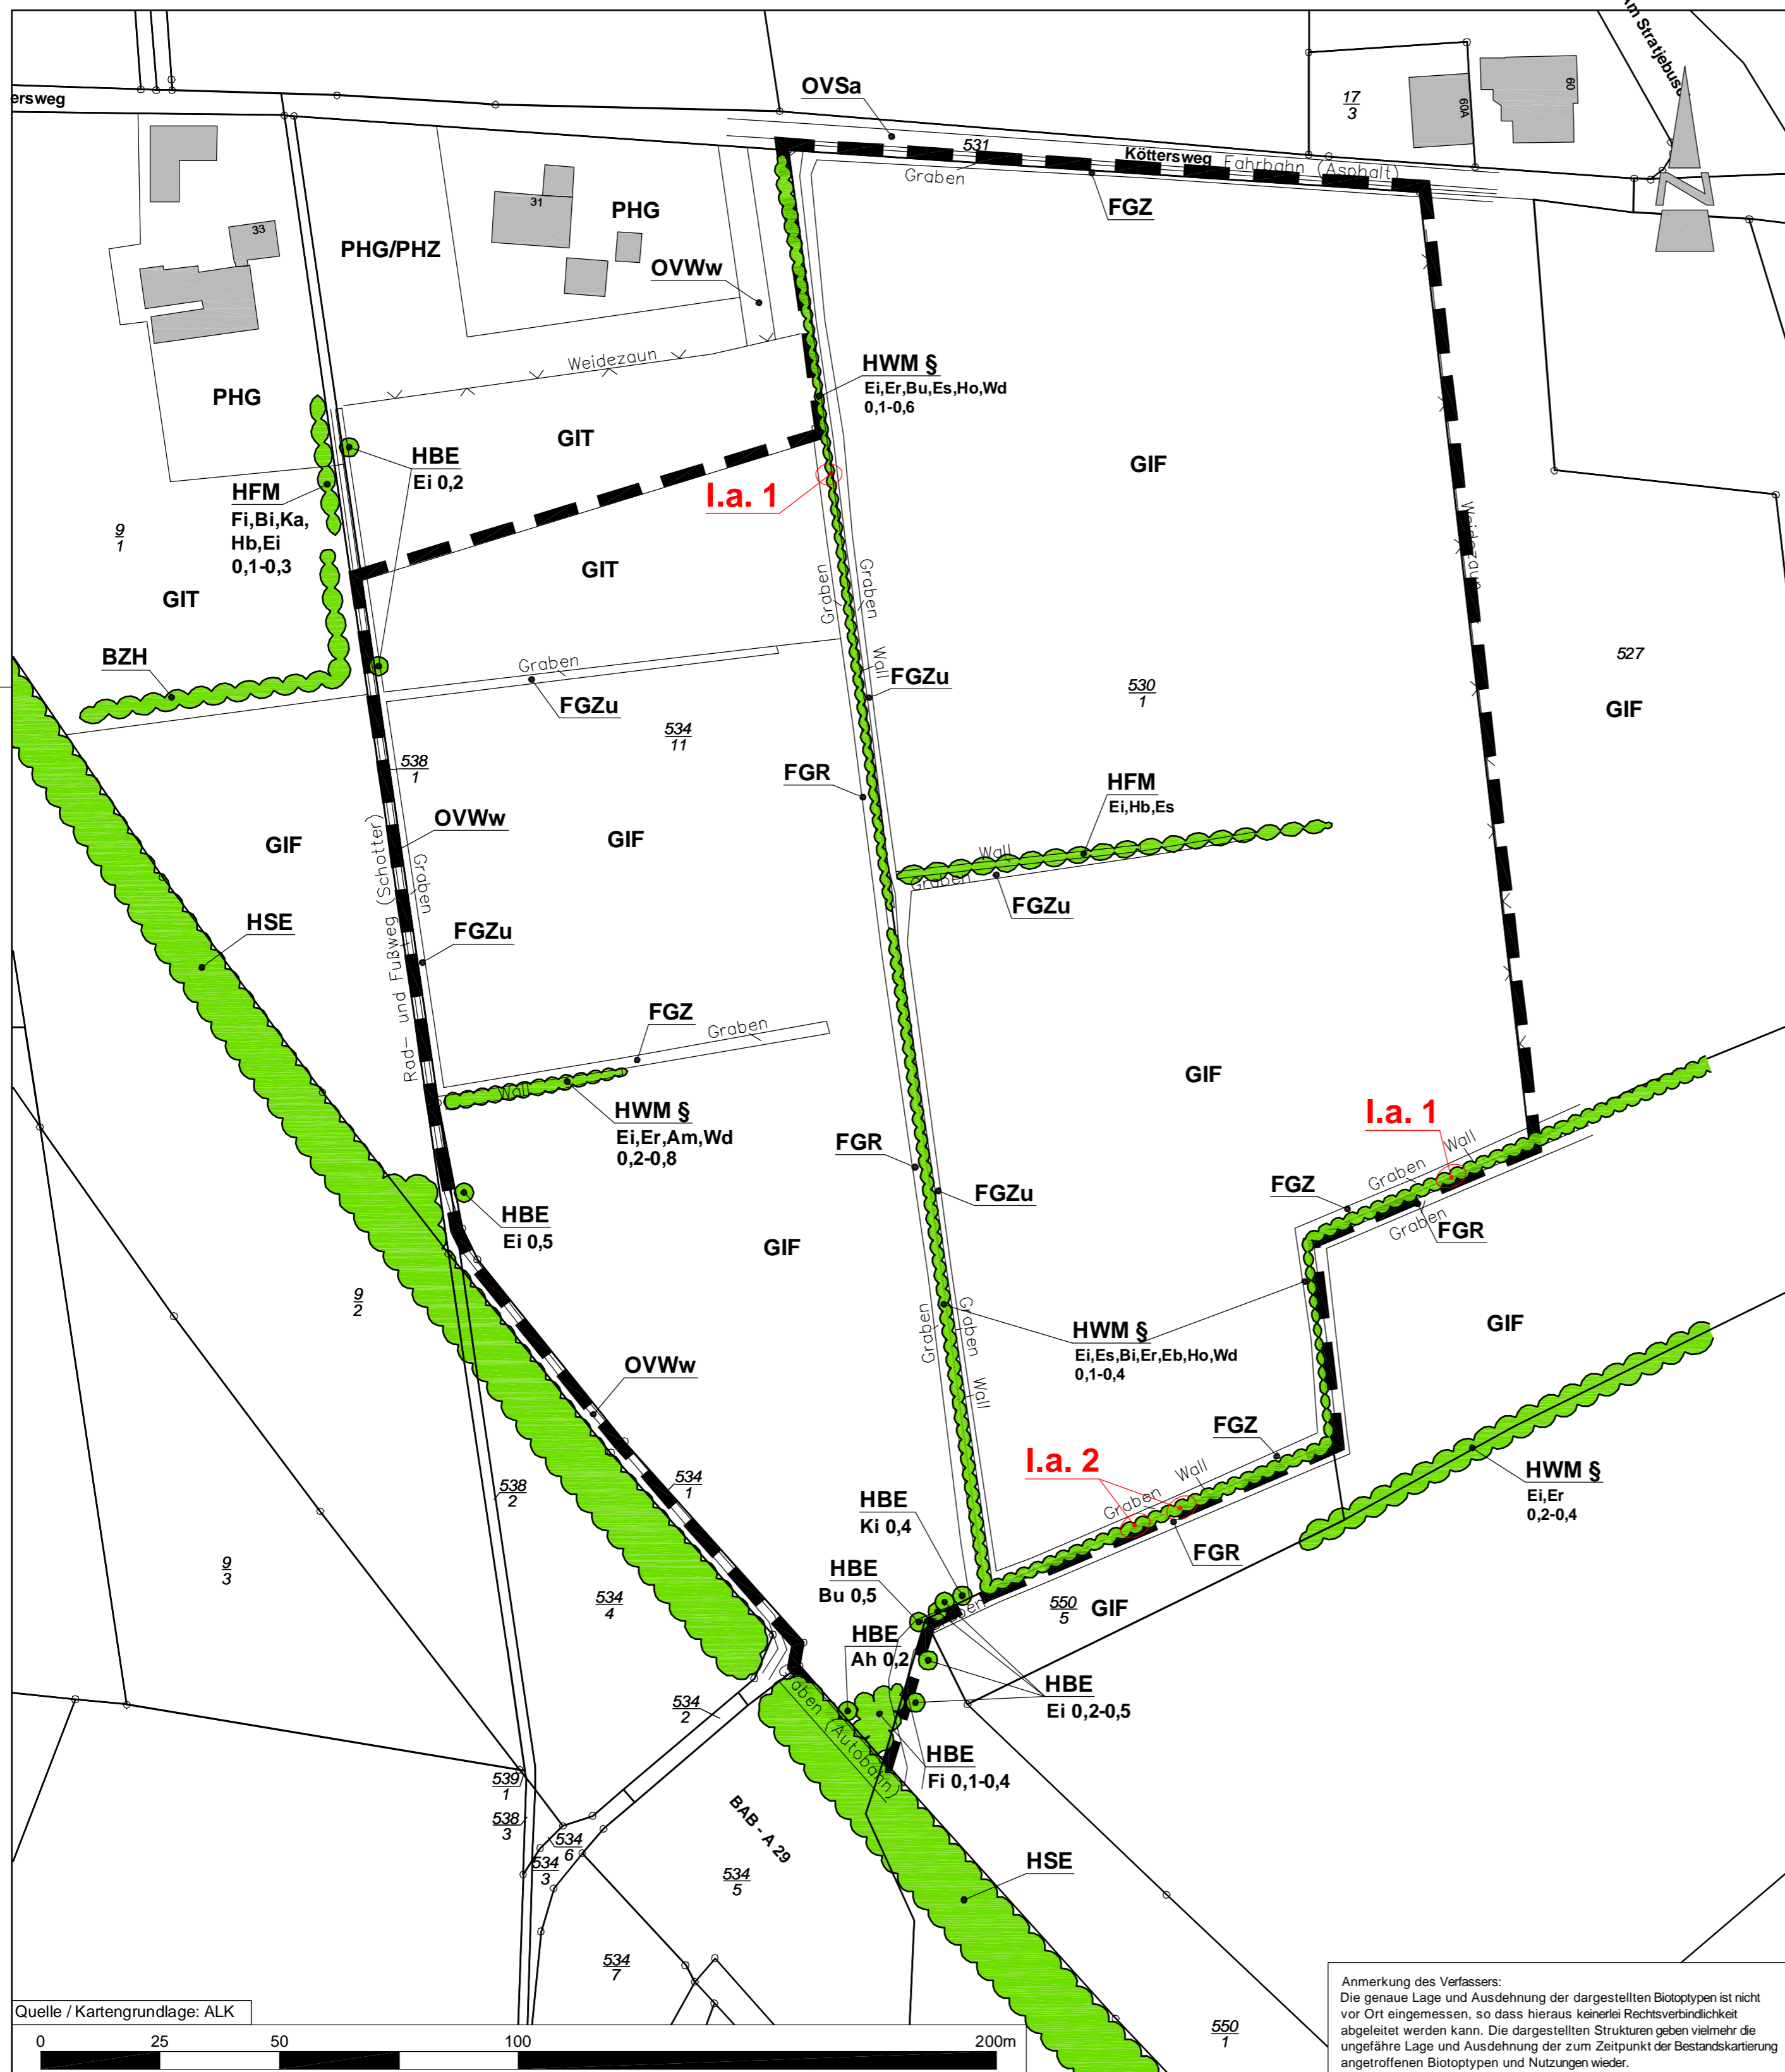 Am Stratjebusch
ersweg
OVSa
17
3
60A
60
531
Köttersweg
Fahrbahn (Asphalt)
Graben
FGZ
31
PHG
33
PHG/PHZ
OVWw
Weidezaun
HWM §
Ei,Er,Bu,Es,Ho,Wd
0,1-0,6
PHG
GIT
HBE
Ei 0,2
GIF
I.a. 1
HFM
Fi,Bi,Ka,
Hb,Ei
0,1-0,3
9
1
Weidezaun
GIT
GIT
Graben
Graben
Wall
BZH
Graben
527
FGZu
FGZu
530
1
GIF
534
11
538
1
FGR
HFM
Ei,Hb,Es
OVWw
GIF
GIF
Wall
Graben
Graben
FGZu
HSE
FGZu
Rad- und Fußweg (Schotter)
FGZ
Graben
Wall
HWM §
Ei,Er,Am,Wd
0,2-0,8
GIF
I.a. 1
Wall
Graben
FGR
FGZu
FGZ
HBE
Ei 0,5
Graben
FGR
GIF
9
2
Graben
Graben
HWM §
Ei,Es,Bi,Er,Eb,Ho,Wd
0,1-0,4
GIF
OVWw
Wall
FGZ
I.a. 2
Wall
Graben
HWM §
Ei,Er
0,2-0,4
534
1
538
2
HBE
Ki 0,4
FGR
9
3
HBE
Bu 0,5
534
4
550
5
GIF
Graben
HBE
Ah 0,2
HBE
Ei 0,2-0,5
534
2
Graben (Autobahn)
HBE
Fi 0,1-0,4
539
1
538
3
534
6
534
3
BAB - A 29
534
5
HSE
534
7
550
1
Quelle / Kartengrundlage: ALK
0 25 50 100 200m
Anmerkung des Verfassers:
Die genaue Lage und Ausdehnung der dargestellten Biotoptypen ist nicht
vor Ort eingemessen, so dass hieraus keinerlei Rechtsverbindlichkeit
abgeleitet werden kann. Die dargestellten Strukturen geben vielmehr die
ungefähre Lage und Ausdehnung der zum Zeitpunkt der Bestandskartierung
angetroffenen Biotoptypen und Nutzungen wieder.